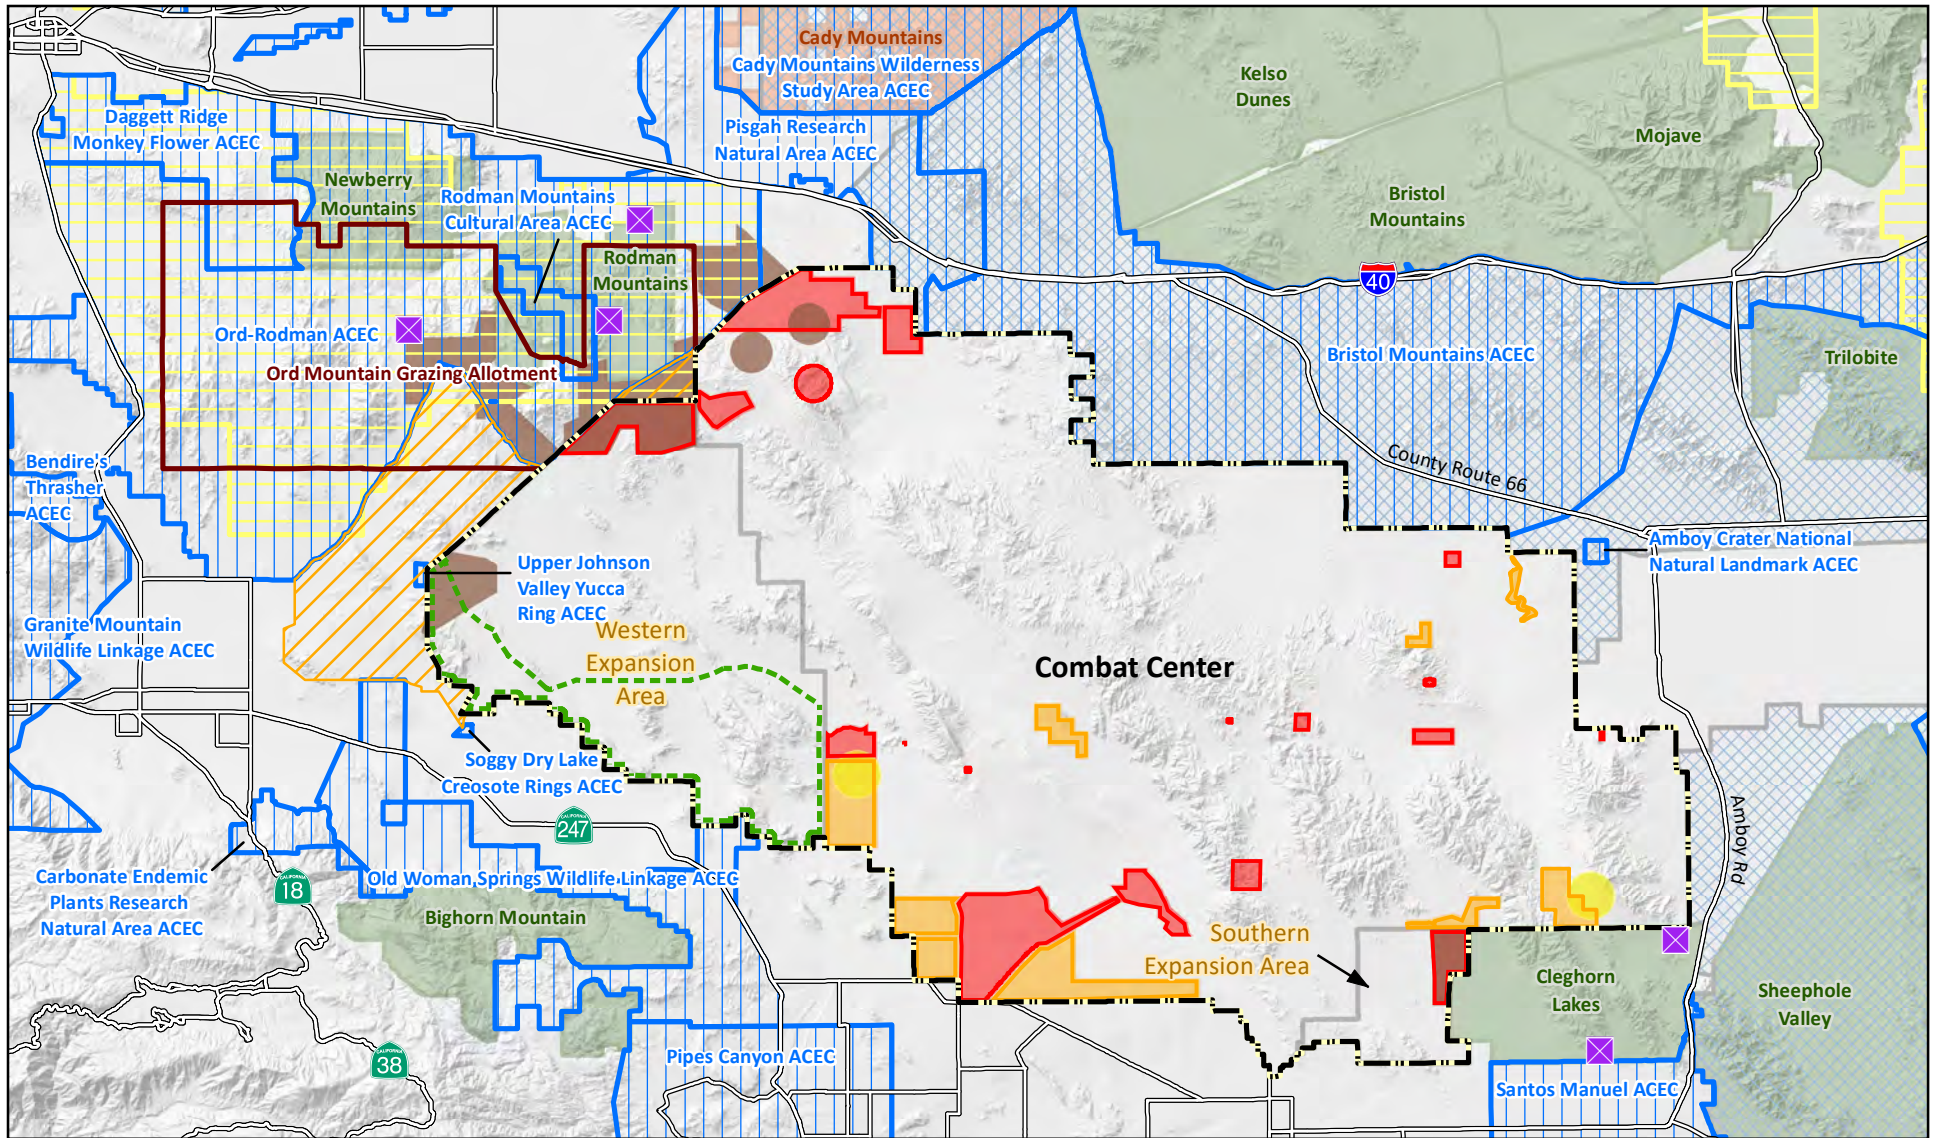 Cady Mountains
Cady Mountains Wilderness
Study Area ACEC
Kelso
Dunes
Daggett Ridge
Monkey Flower ACEC
Pisgah Research
Natural Area ACEC
Mojave
Newberry
Mountains
Rodman Mountains
Cultural Area ACEC
Bristol
Mountains
Rodman
Mountains
40
Ord-Rodman ACEC
Bristol Mountains ACEC
Trilobite
Ord Mountain Grazing Allotment
County Route 66
Bendire's
Thrasher
ACEC
Amboy Crater National
Natural Landmark ACEC
Upper Johnson
Valley Yucca
Ring ACEC
Granite Mountain
Wildlife Linkage ACEC
Western
Expansion
Area
Combat Center
Soggy Dry Lake
Creosote Rings ACEC
CALIFORNIA
247
Amboy Rd
Carbonate Endemic
Plants Research
Natural Area ACEC
CALIFORNIA
18
Old Woman Springs Wildlife Linkage ACEC
Bighorn Mountain
Southern
Expansion Area
Cleghorn
Lakes
Sheephole
Valley
CALIFORNIA
38
Pipes Canyon ACEC
Santos Manuel ACEC